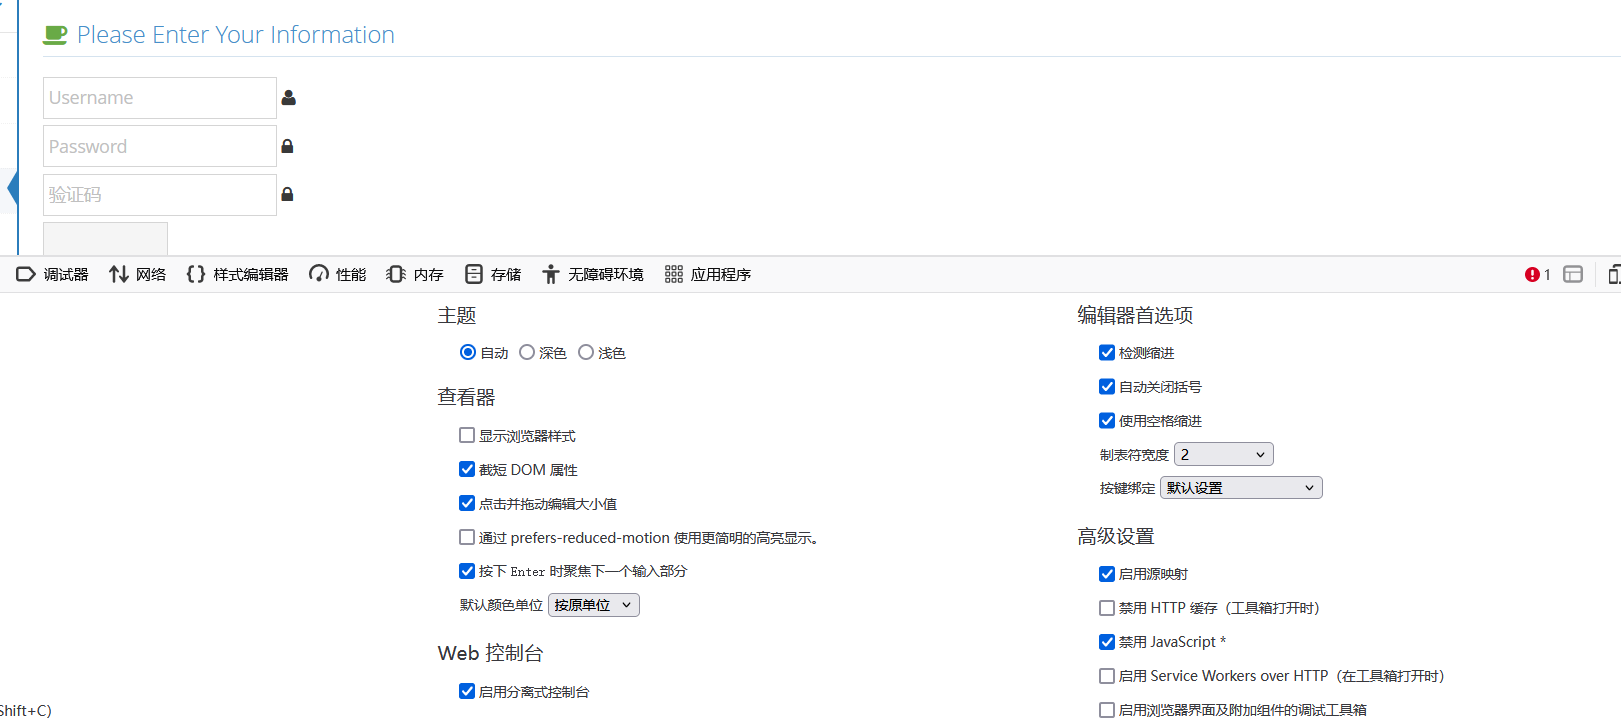 Please Enter Your Information
Username
Password
验证码
调试器 网络 样式编辑器 性能 内存 存储 无障碍环境 应用程序 1
主题
自动 深色 浅色
查看器
显示浏览器样式
截短 DOM 属性
点击并拖动编辑大小值
通过 prefers-reduced-motion 使用更简明的高亮显示。
按下 Enter 时聚焦下一个输入部分
默认颜色单位 按原单位
Web 控制台
启用分离式控制台
编辑器首选项
检测缩进
自动关闭括号
使用空格缩进
制表符宽度 2
按键绑定 默认设置
高级设置
启用源映射
禁用 HTTP 缓存（工具箱打开时）
禁用 JavaScript *
启用 Service Workers over HTTP（在工具箱打开时）
启用浏览器界面及附加组件的调试工具箱
Shift+C)